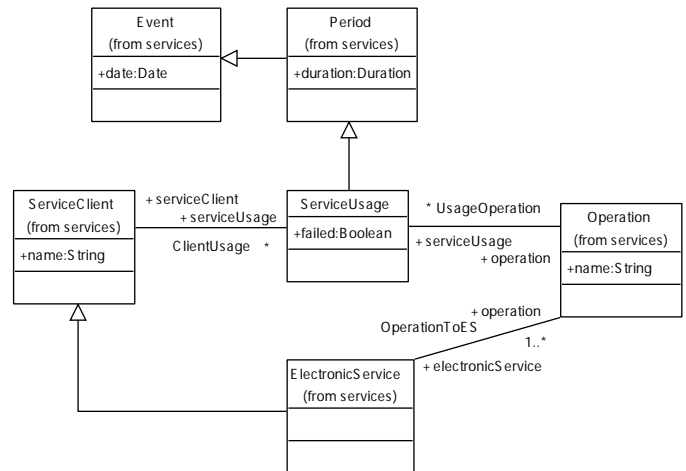 Event
(from services)
+date:Date
Period
(from services)
+duration:Duration
ServiceClient
(from services)
+name:String
+ serviceClient
+ serviceUsage
ClientUsage *
ServiceUsage
+failed:Boolean
* UsageOperation
+ serviceUsage
+ operation
Operation
(from services)
+name:String
+ operation
OperationToES
1..*
+ electronicService
ElectronicService
(from services)